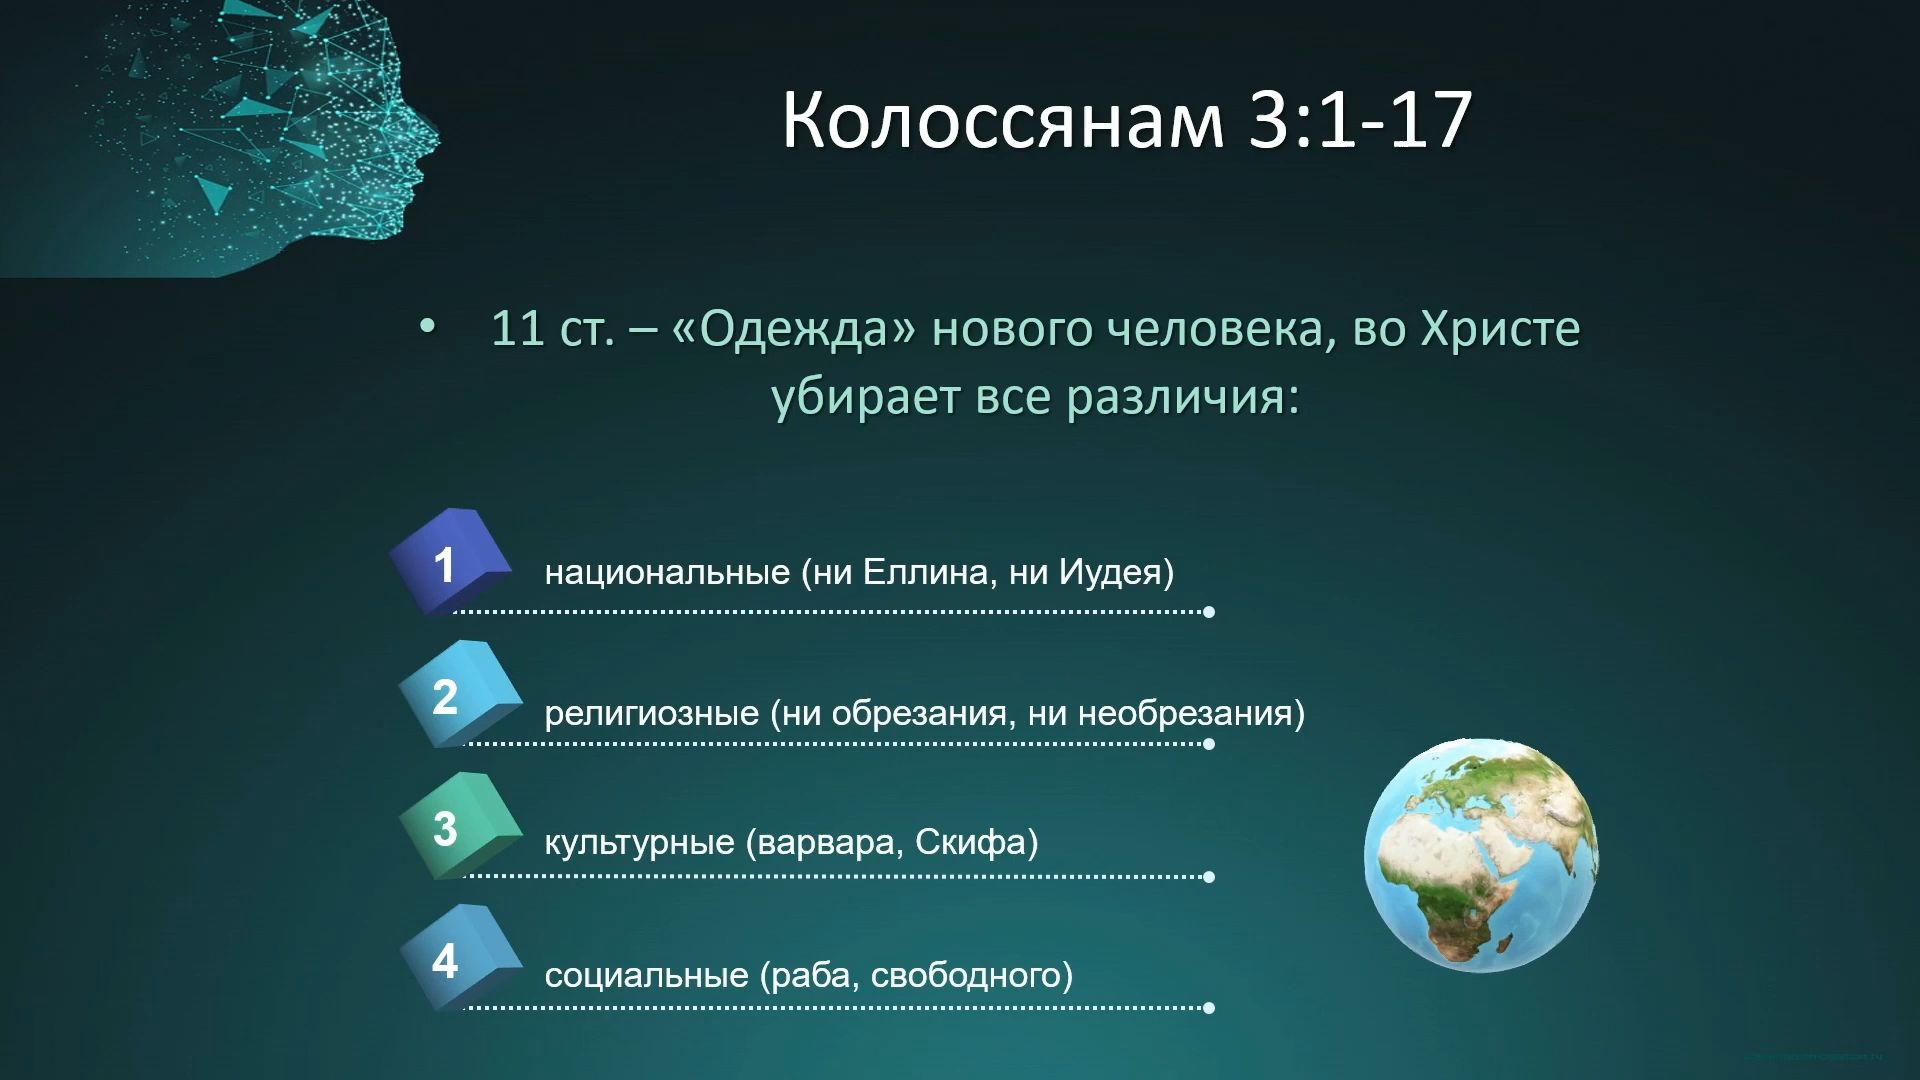 Колоссянам 3:1-17
• 11 ст. – «Одежда» нового человека, во Христе
убирает все различия:
1 национальные (ни Еллина, ни Иудея)
2 религиозные (ни обрезания, ни необрезания)
3 культурные (варвара, Скифа)
4 социальные (раба, свободного)